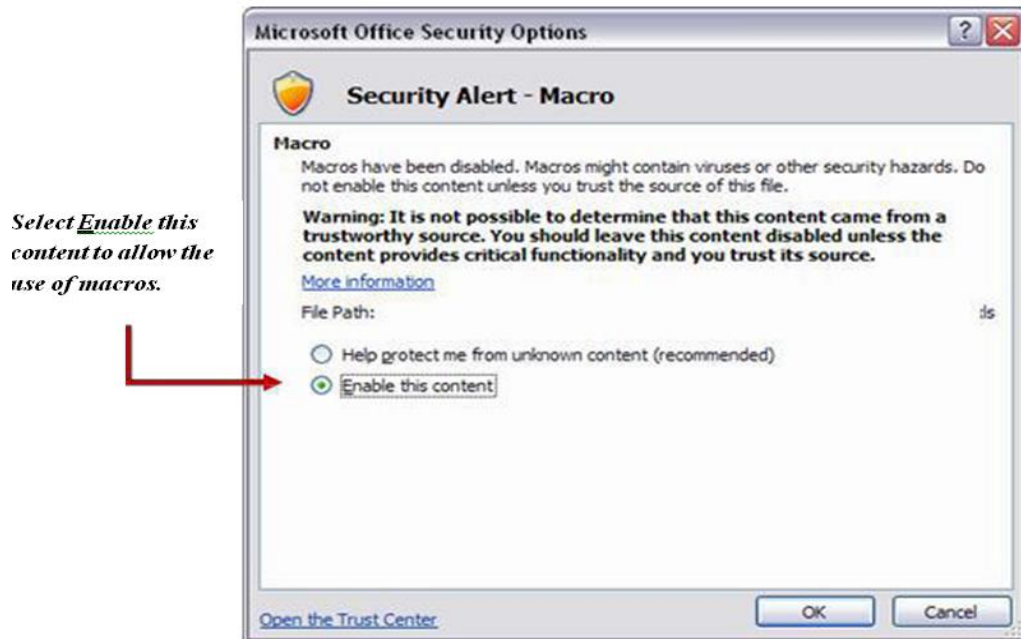 Microsoft Office Security Options
Security Alert - Macro
Macro
Macros have been disabled. Macros might contain viruses or other security hazards. Do
not enable this content unless you trust the source of this file.
Warning: It is not possible to determine that this content came from a
trustworthy source. You should leave this content disabled unless the
content provides critical functionality and you trust its source.
More information
File Path:
Help protect me from unknown content (recommended)
Enable this content
Open the Trust Center
OK
Cancel
Select Enable this
content to allow the
use of macros.